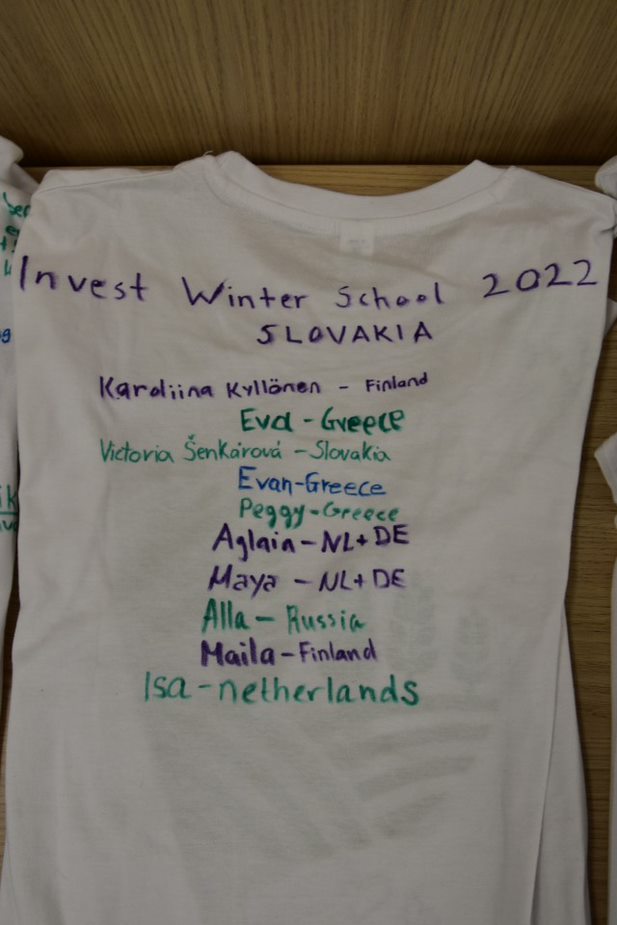 Invest Winter School 2022
SLOVAKIA
Karoliina Kyllönen - Finland
Eva - Greece
Victoria Šenkárová - Slovakia
Evan-Greece
Peggy-Greece
Aglaia-NL+DE
Maya - NL+DE
Alla - Russia
Maila-Finland
Isa-netherlands